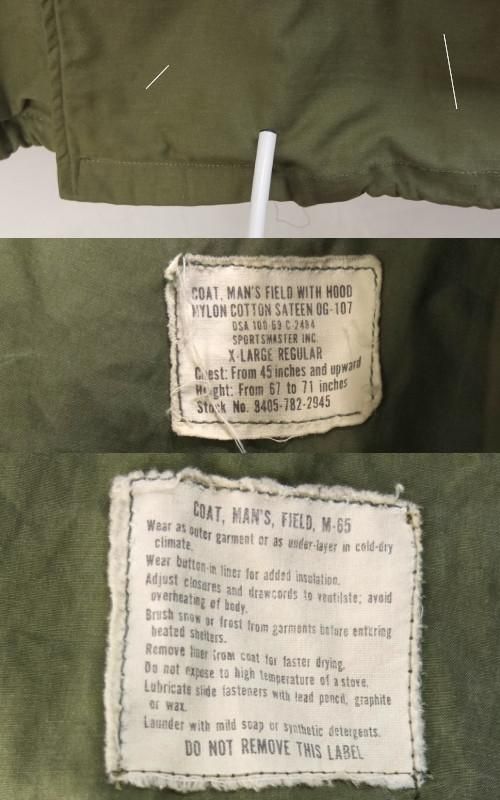 COAT, MAN'S FIELD WITH HOOD
NYLON COTTON SATEEN OG-107
DSA 100 69 C 2484
SPORTSMASTER INC.
X-LARGE REGULAR
Chest: From 45 inches and upward
Height: From 67 to 71 inches
Stock No. 8405-782-2945
COAT, MAN'S, FIELD, M-65
Wear as outer garment or as under-layer in cold-dry
climate.
Wear button-in liner for added insulation.
Adjust closures and drawcords to ventilate; avoid
overheating of body.
Brush snow or frost from garments before entering
heated shelters.
Remove liner from coat for faster drying.
Do not expose to high temperature of a stove.
Lubricate slide fasteners with lead pencil, graphite
or wax.
Launder with mild soap or synthetic detergents.
DO NOT REMOVE THIS LABEL